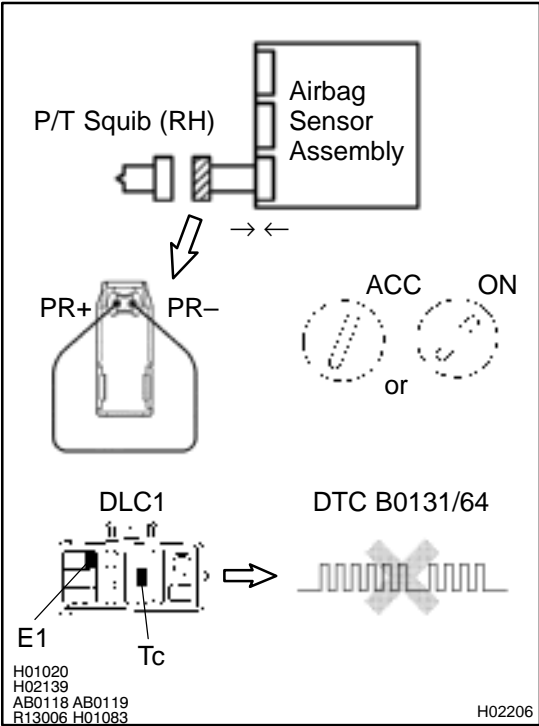 Airbag
Sensor
Assembly
P/T Squib (RH)
PR+
PR–
ACC
ON
or
DLC1
DTC B0131/64
E1
Tc
H01020
H02139
AB0118 AB0119
R13006 H01083
H02206